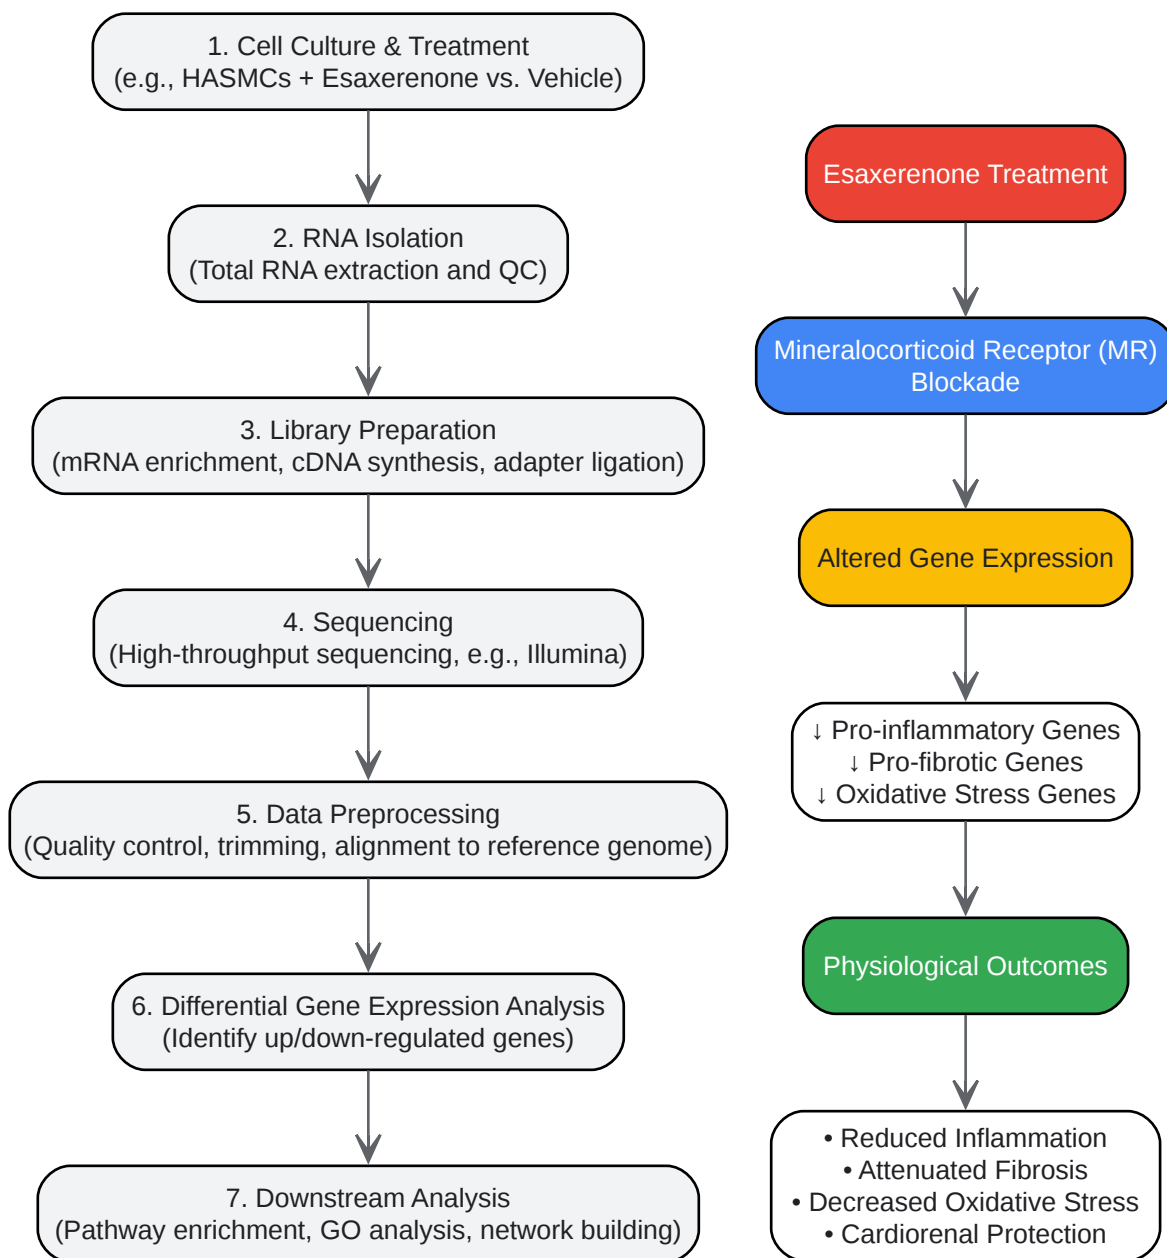 1. Cell Culture & Treatment
(e.g., HASMCs + Esaxerenone vs. Vehicle)
2. RNA Isolation
(Total RNA extraction and QC)
3. Library Preparation
(mRNA enrichment, cDNA synthesis, adapter ligation)
4. Sequencing
(High-throughput sequencing, e.g., Illumina)
5. Data Preprocessing
(Quality control, trimming, alignment to reference genome)
6. Differential Gene Expression Analysis
(Identify up/down-regulated genes)
7. Downstream Analysis
(Pathway enrichment, GO analysis, network building)
Esaxerenone Treatment
Mineralocorticoid Receptor (MR)
Blockade
Altered Gene Expression
↓ Pro-inflammatory Genes
↓ Pro-fibrotic Genes
↓ Oxidative Stress Genes
Physiological Outcomes
• Reduced Inflammation
• Attenuated Fibrosis
• Decreased Oxidative Stress
• Cardiorenal Protection